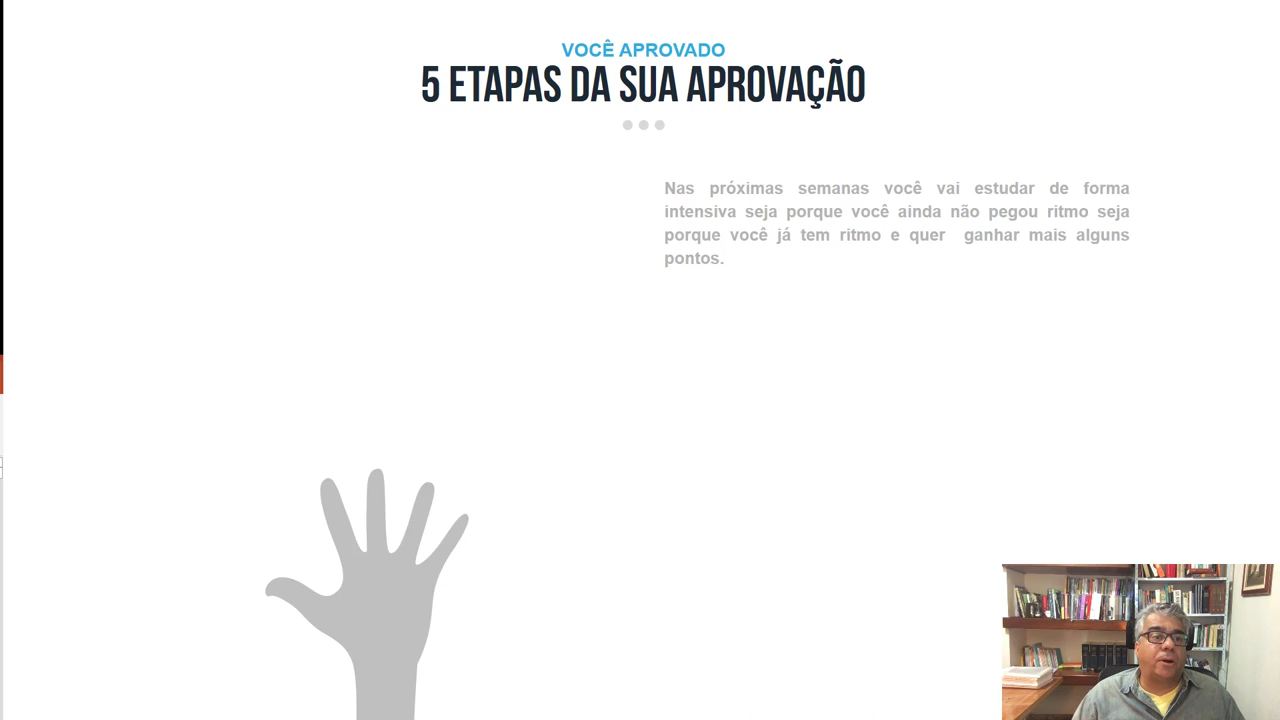 VOCÊ APROVADO
5 ETAPAS DA SUA APROVAÇÃO
Nas próximas semanas você vai estudar de forma
intensiva seja porque você ainda não pegou ritmo seja
porque você já tem ritmo e quer ganhar mais alguns
pontos.